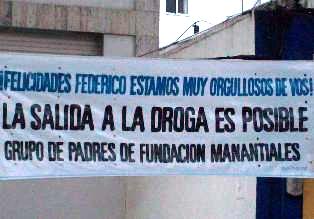 ¡FELICIDADES FEDERICO ESTAMOS MUY ORGULLOSOS DE VOS!
LA SALIDA A LA DROGA ES POSIBLE
GRUPO DE PADRES DE FUNDACION MANANTIALES